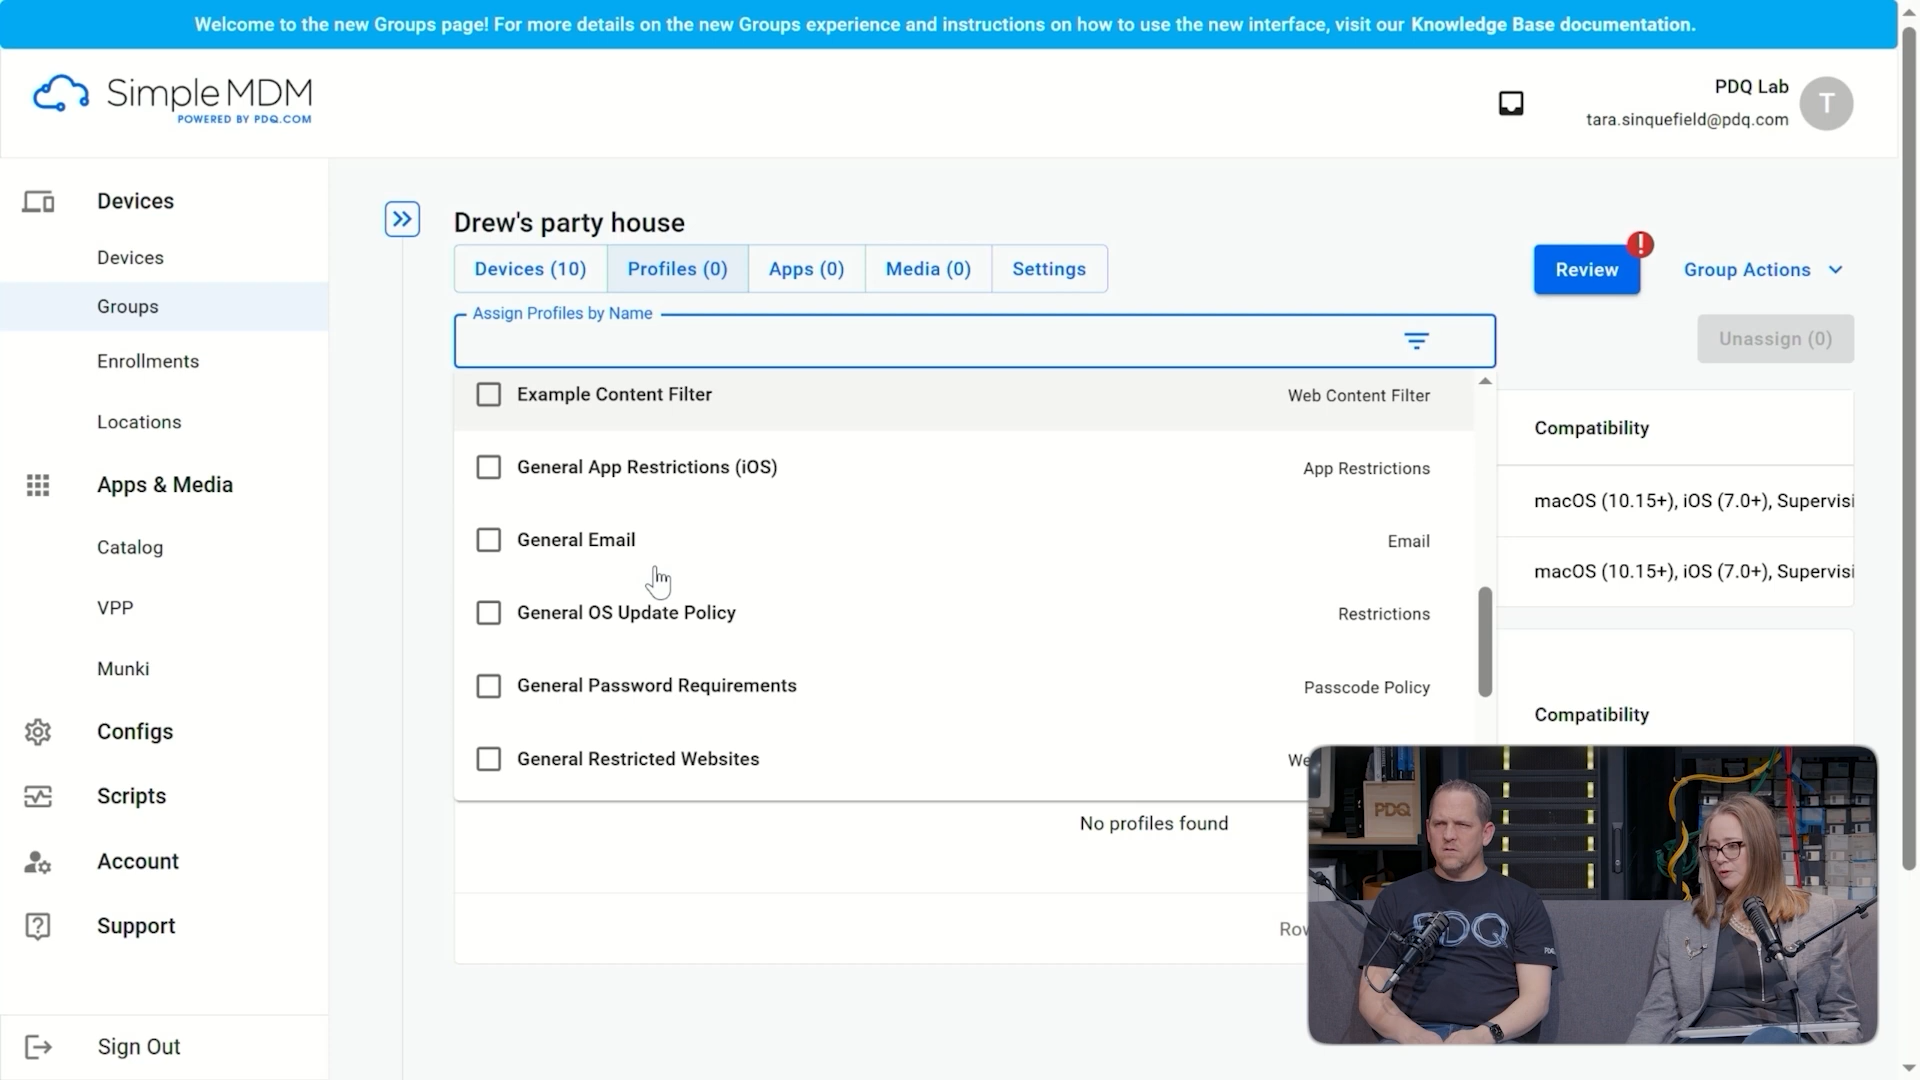 Welcome to the new Groups page! For more details on the new Groups experience and instructions on how to use the new interface, visit our Knowledge Base documentation.
SimpleMDM
POWERED BY PDQ.COM
PDQ Lab
tara.sinquefield@pdq.com
T
Devices
Devices
Groups
Enrollments
Locations
Apps & Media
Catalog
VPP
Munki
Configs
Scripts
Account
Support
Sign Out
Drew's party house
Devices (10)
Profiles (0)
Apps (0)
Media (0)
Settings
Review
!
Group Actions
Assign Profiles by Name
Unassign (0)
Example Content Filter
Web Content Filter
General App Restrictions (iOS)
App Restrictions
General Email
Email
General OS Update Policy
Restrictions
General Password Requirements
Passcode Policy
General Restricted Websites
We
Compatibility
macOS (10.15+), iOS (7.0+), Supervisi
macOS (10.15+), iOS (7.0+), Supervisi
Compatibility
No profiles found
Row
PDQ
PDQ